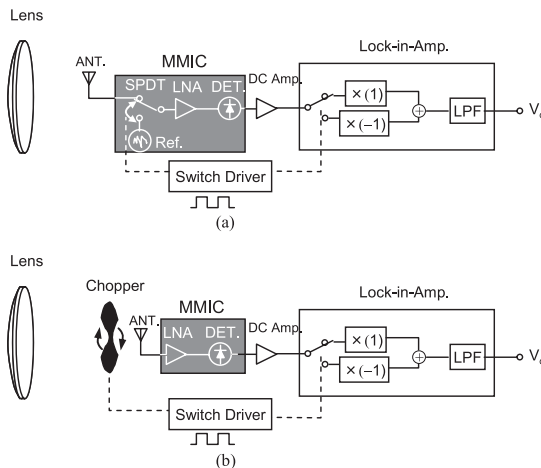 Lens
ANT.
MMIC
SPDT LNA DET.
Ref.
DC Amp.
Lock-in-Amp.
×(1)
×(−1)
+
LPF
Switch Driver
(a)
Lens
Chopper
ANT.
MMIC
LNA DET.
DC Amp.
Lock-in-Amp.
×(1)
×(−1)
+
LPF
Switch Driver
(b)